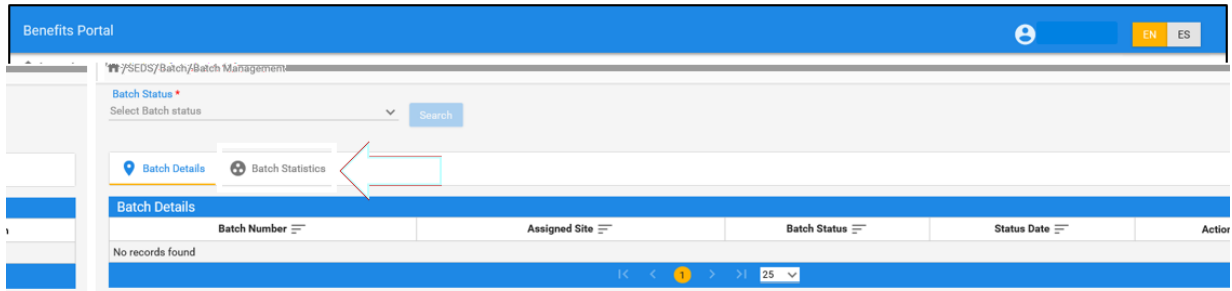 Benefits Portal
EN ES
/SEDS/Batch/Batch Management
Batch Status *
Select Batch status
Search
Batch Details Batch Statistics
Batch Details
Batch Number Assigned Site Batch Status Status Date Action
No records found
1 25